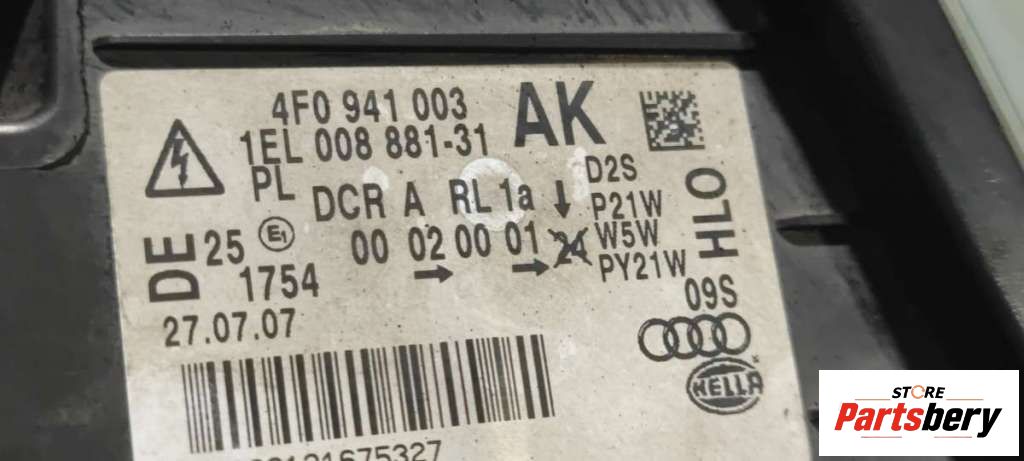 4F0 941 003 AK
1EL 008 881-31
PL DCR A RL 1a
DE 25 E1 00 02 00 01 24
1754
27.07.07
D2S
P21W
W5W
PY21W
HLO
09S
HELLA
1675327
STORE
Partsbery